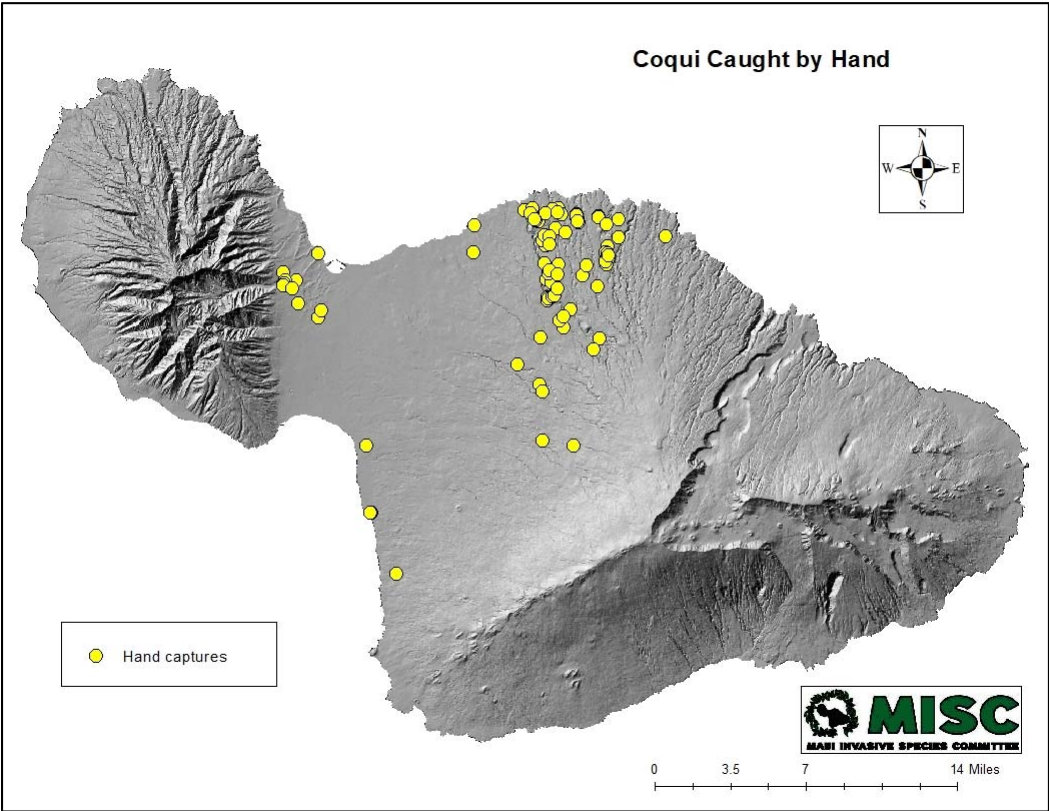 Coqui Caught by Hand
N
W E
S
Hand captures
MISC
MAUI INVASIVE SPECIES COMMITTEE
0 3.5 7 14 Miles